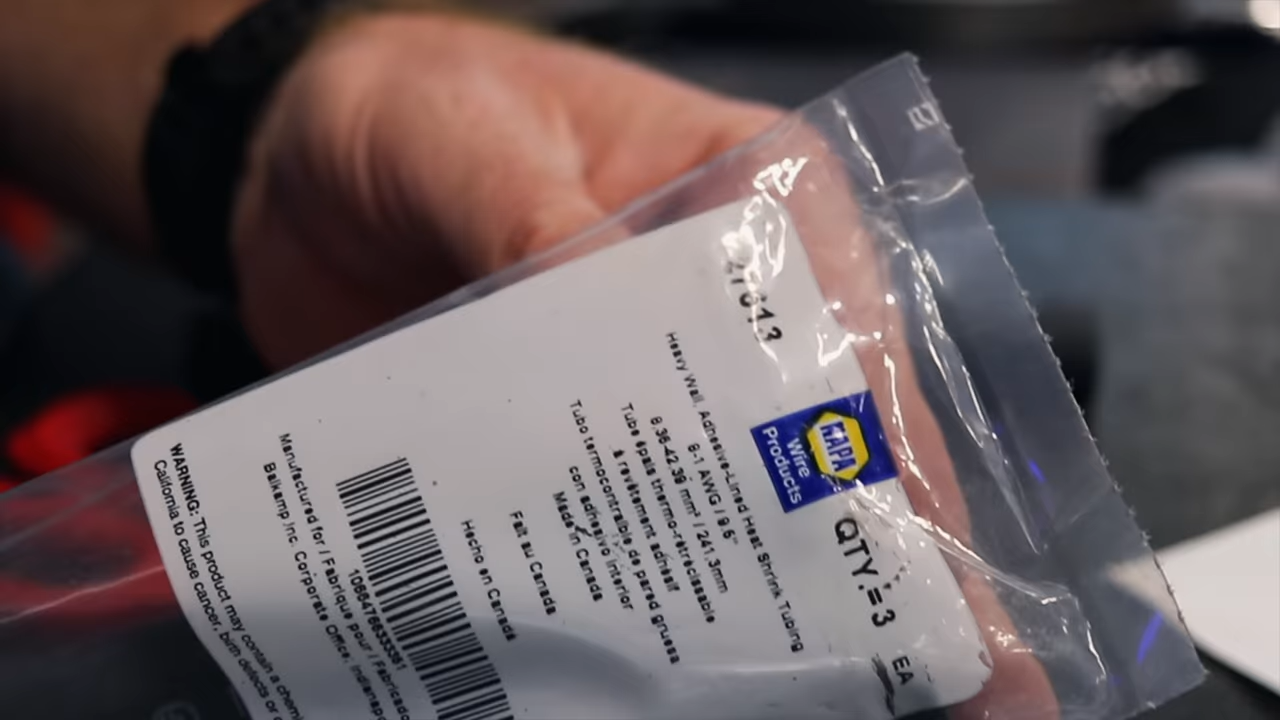 NAPA
Wire
Products
QTY.=3 EA
Heavy Wall, Adhesive-Lined Heat Shrink Tubing
8-1 AWG / 9.5"
8.36-42.39 mm² / 241.3mm
Tube épais thermo-rétrécissable
à revêtement adhésif
Tubo termocontraíble de pared gruesa
con adhesivo interior
Made in Canada
Fait au Canada
Hecho en Canada
Manufactured for / Fabriqué pour / Fabricado
Balkamp Inc. Corporate Office, Indianapo
WARNING: This product may contain a chemi
California to cause cancer, birth defects or